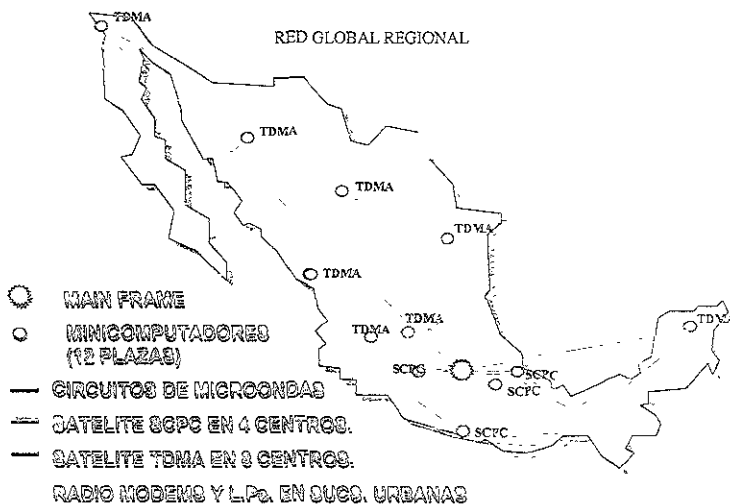 TDMA
RED GLOBAL REGIONAL
TDMA
TDMA
TDMA
TDMA
TDMA
TDMA
TDMA
SCPC
SCPC
SCPC
SCPC
MAIN FRAME
MINICOMPUTADORES
(12 PLAZAS)
CIRCUITOS DE MICROONDAS
SATELITE SCPC EN 4 CENTROS.
SATELITE TDMA EN 8 CENTROS.
RADIO MODEMS Y L.Ps. EN SUCS. URBANAS